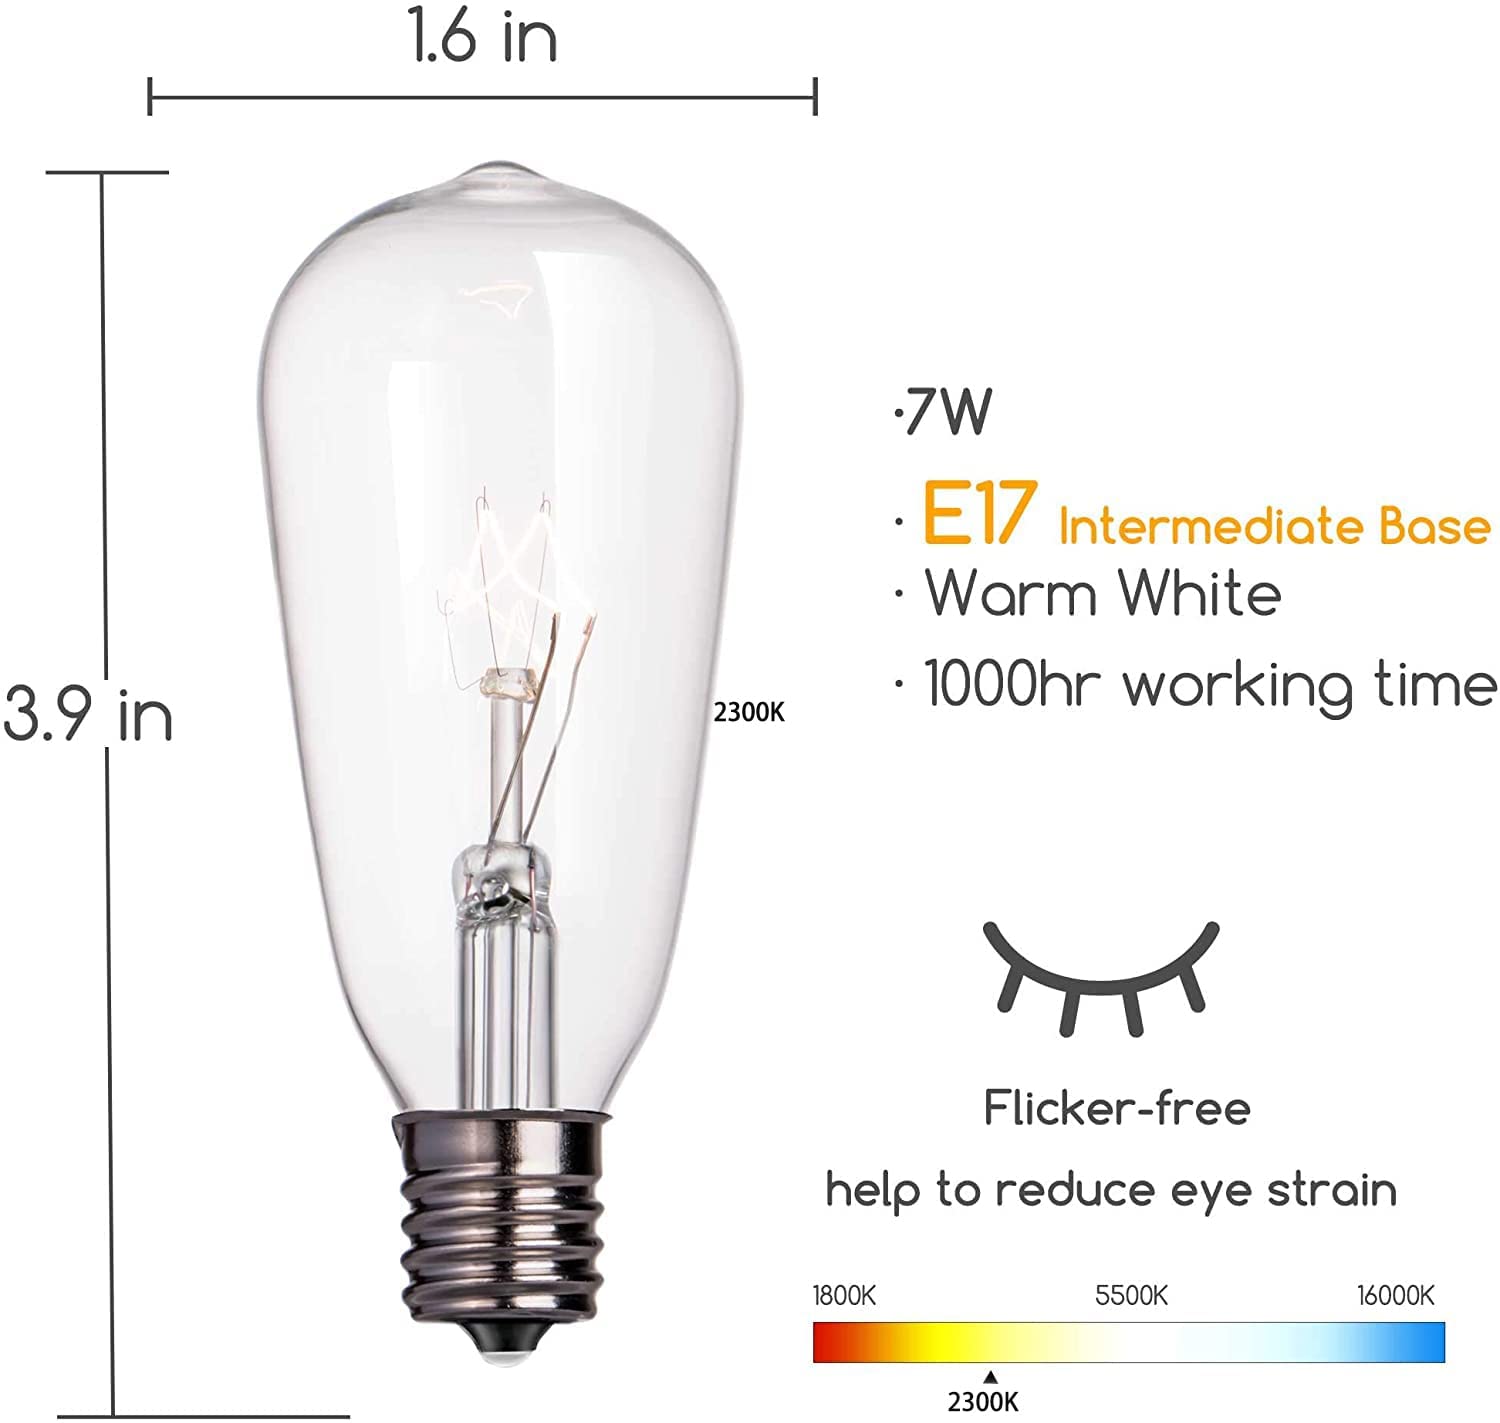 1.6 in
3.9 in
2300K
·7W
· E17 Intermediate Base
· Warm White
· 1000hr working time
Flicker-free
help to reduce eye strain
1800K 5500K 16000K
2300K